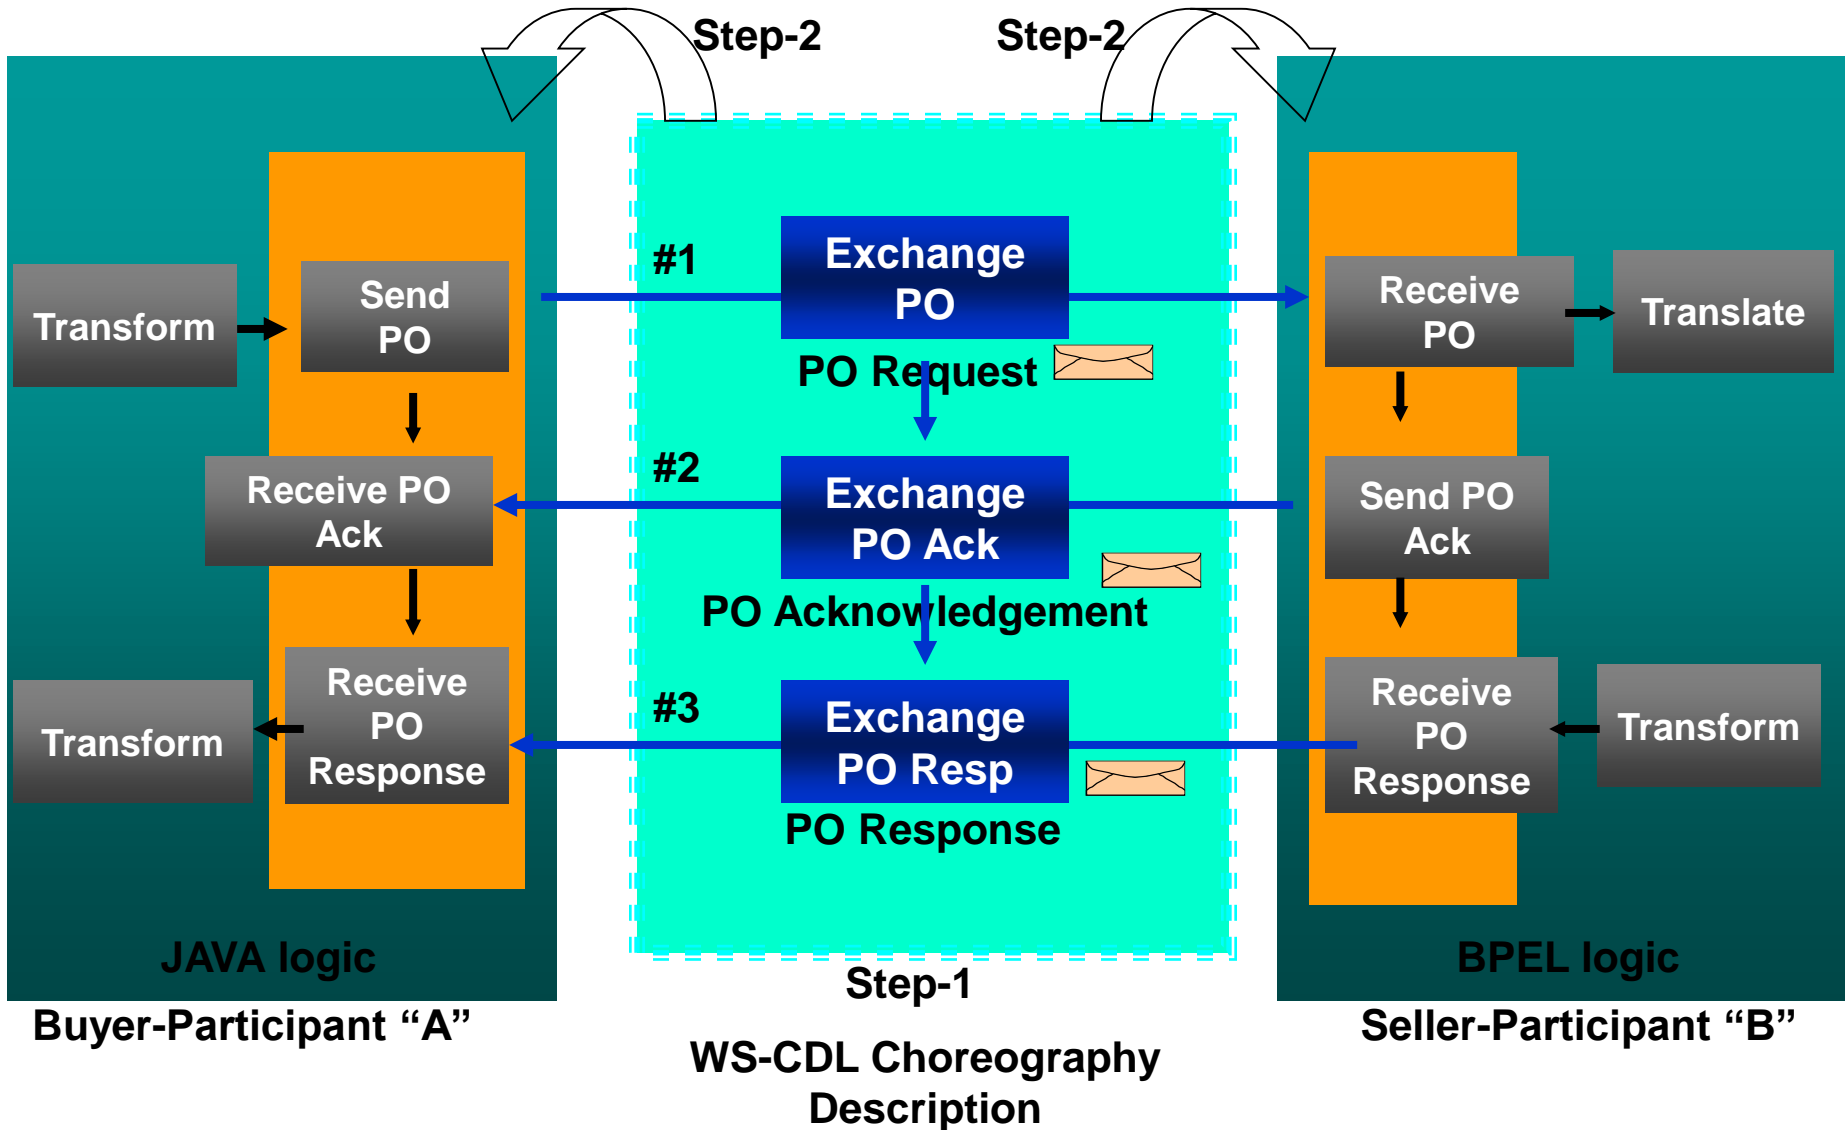 Step-2
Step-2
#1
Exchange
PO
PO Request
Transform
Send
PO
Receive
PO
Translate
#2
Exchange
PO Ack
PO Acknowledgement
Receive PO
Ack
Send PO
Ack
#3
Exchange
PO Resp
PO Response
Transform
Receive
PO
Response
Receive
PO
Response
Transform
JAVA logic
BPEL logic
Buyer-Participant “A”
Step-1
Seller-Participant “B”
WS-CDL Choreography
Description